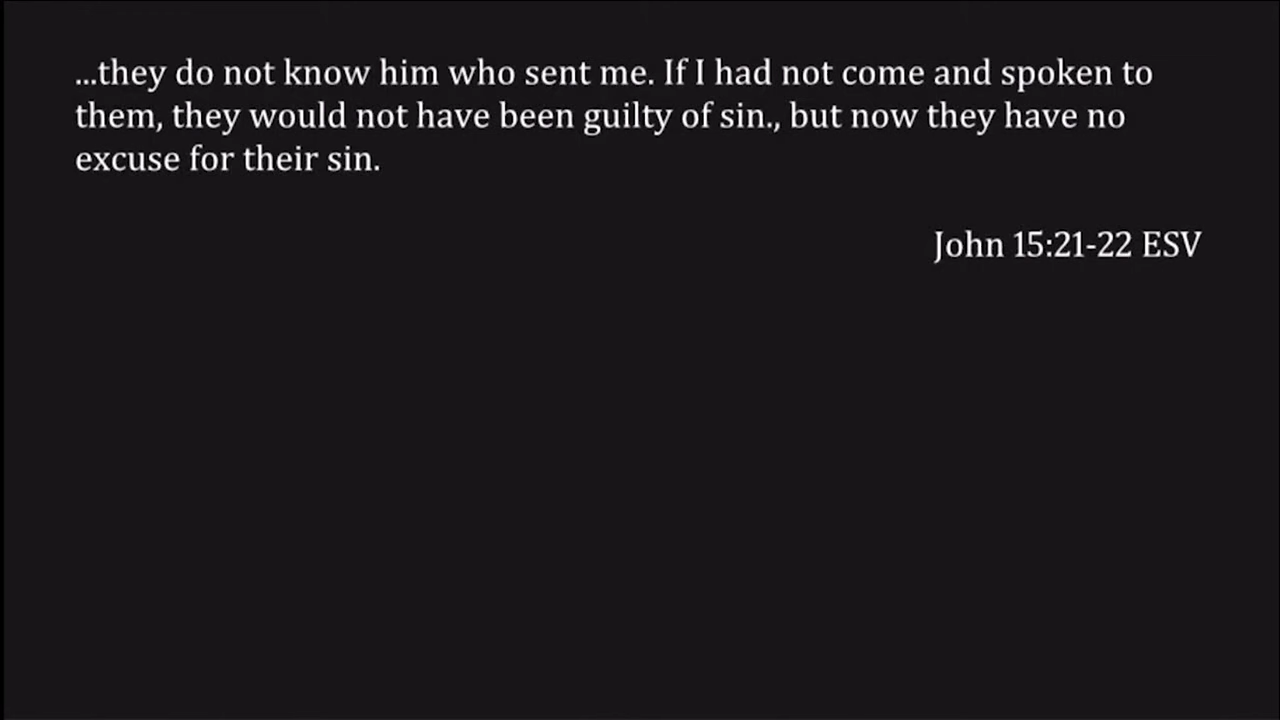 ...they do not know him who sent me. If I had not come and spoken to
them, they would not have been guilty of sin., but now they have no
excuse for their sin.
John 15:21-22 ESV